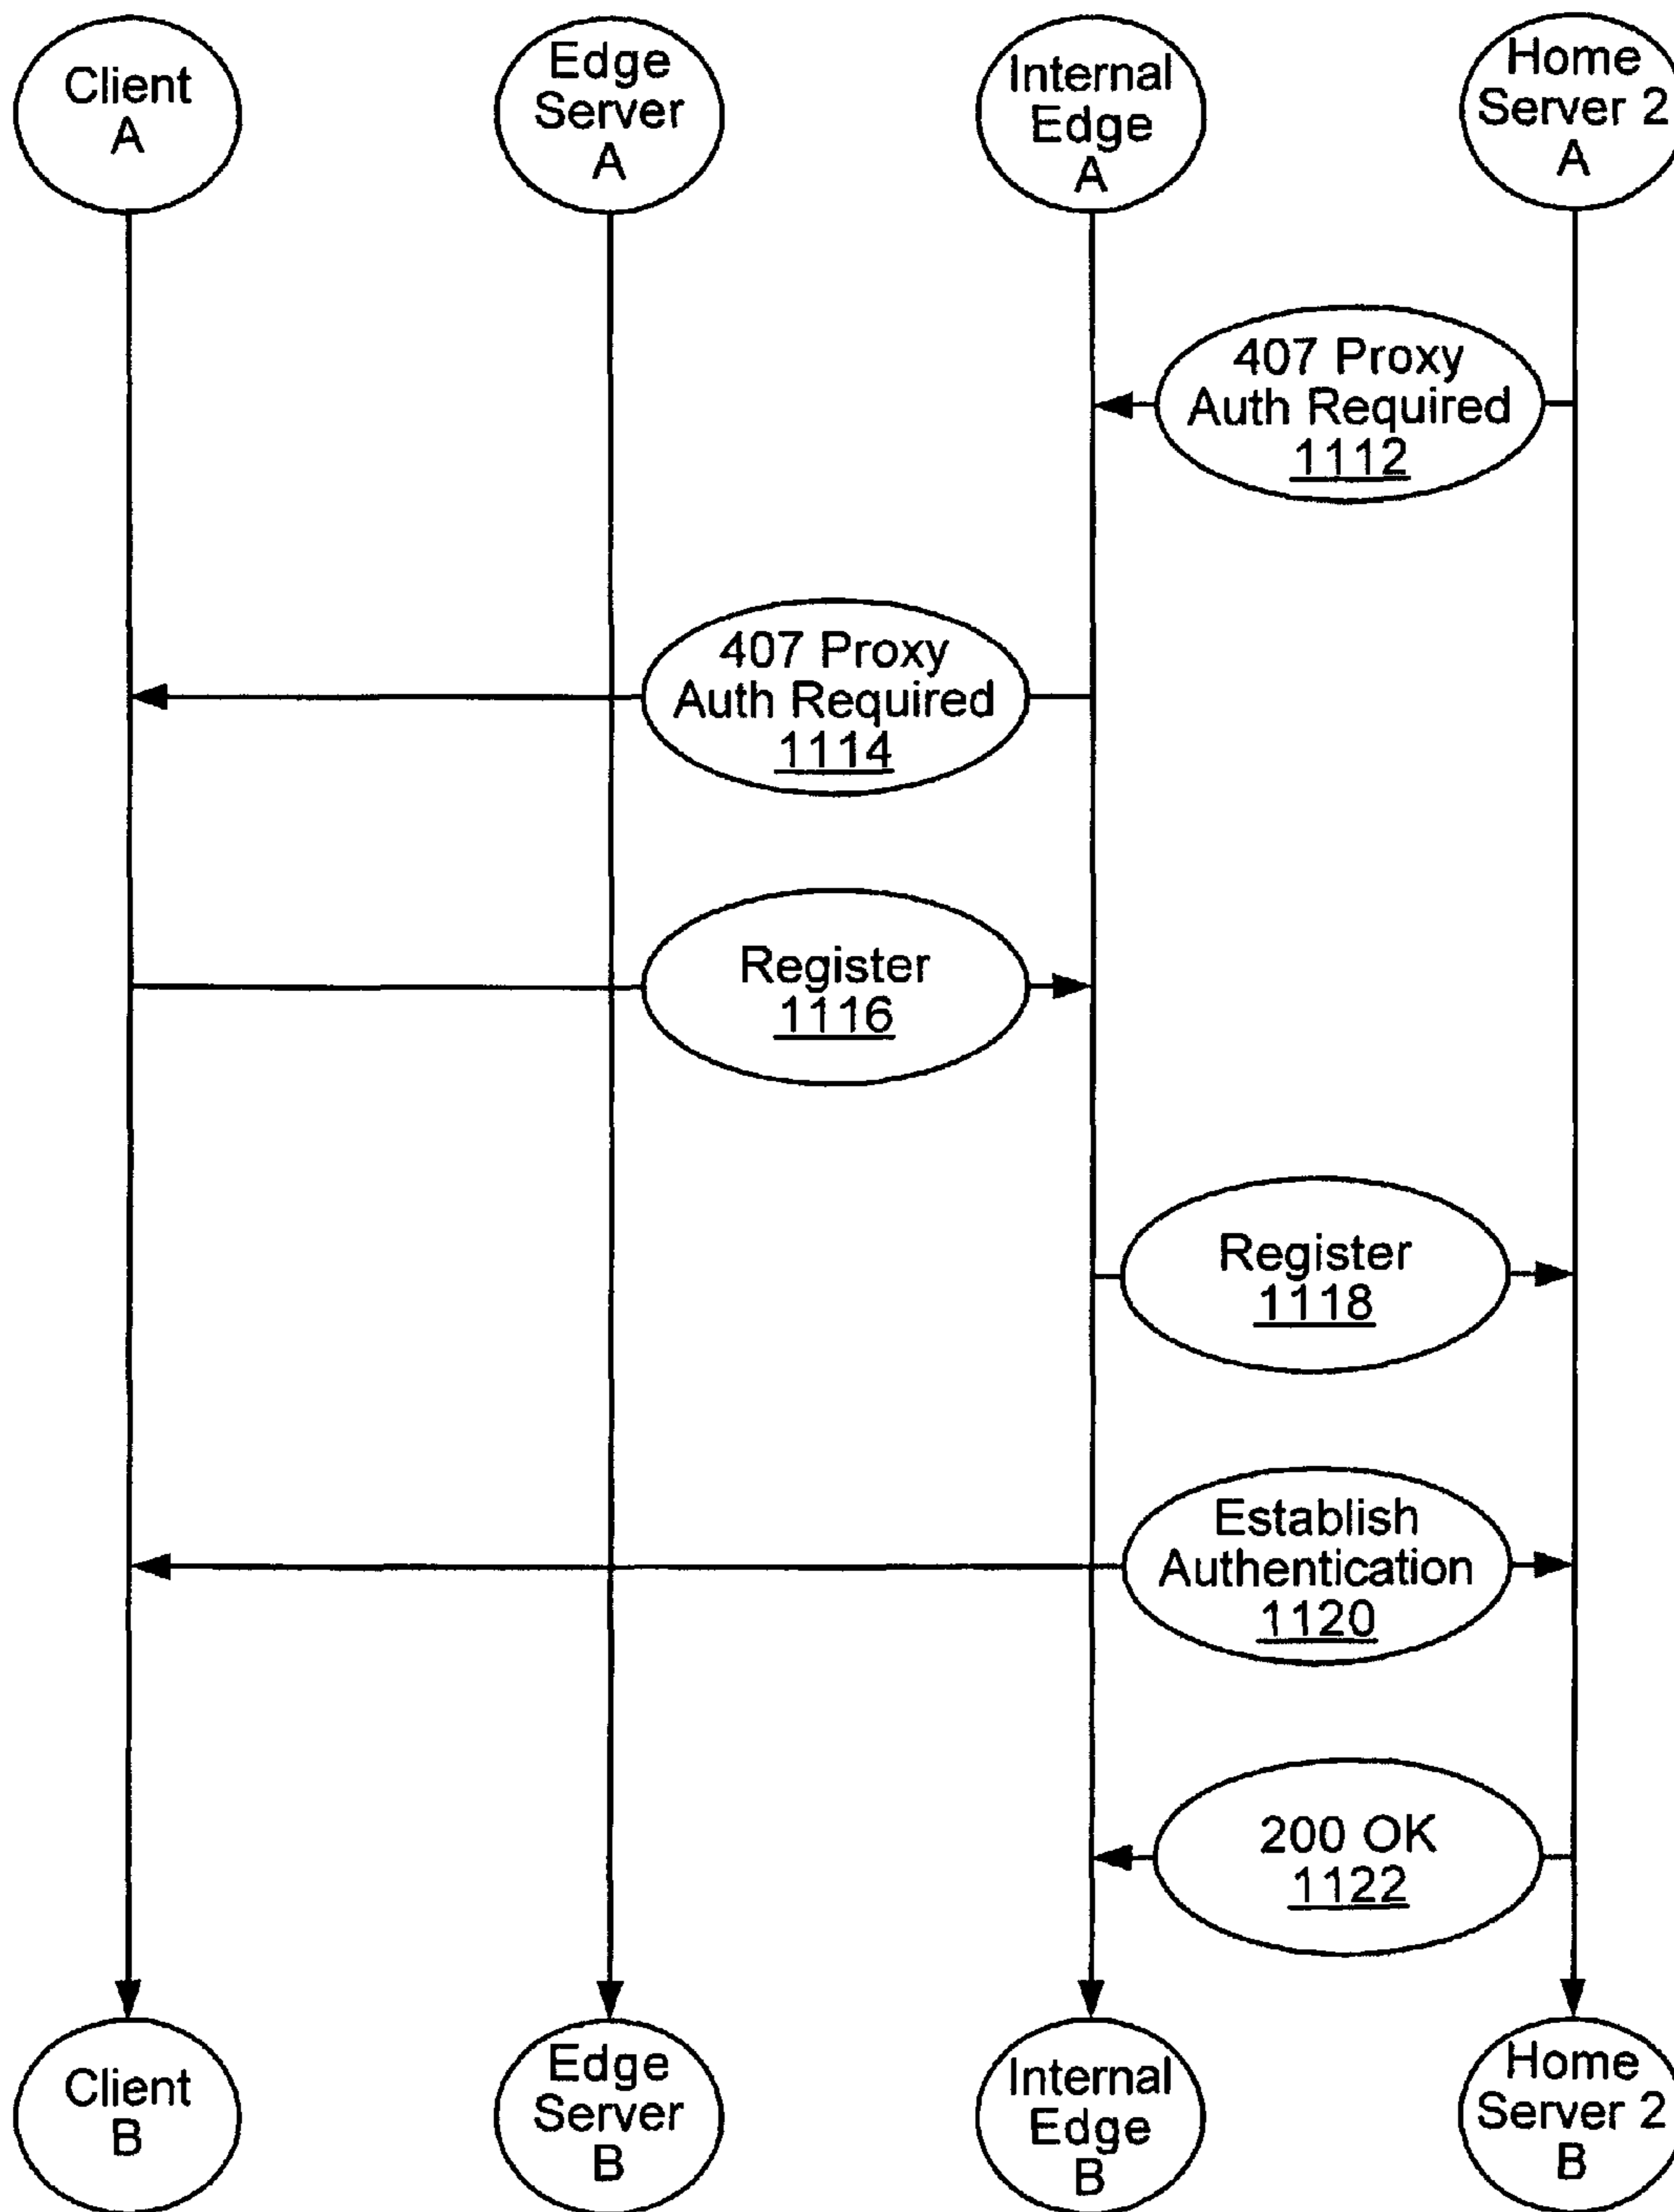 Client
A
Edge
Server
A
Internal
Edge
A
Home
Server 2
A
407 Proxy
Auth Required
1112
407 Proxy
Auth Required
1114
Register
1116
Register
1118
Establish
Authentication
1120
200 OK
1122
Client
B
Edge
Server
B
Internal
Edge
B
Home
Server 2
B